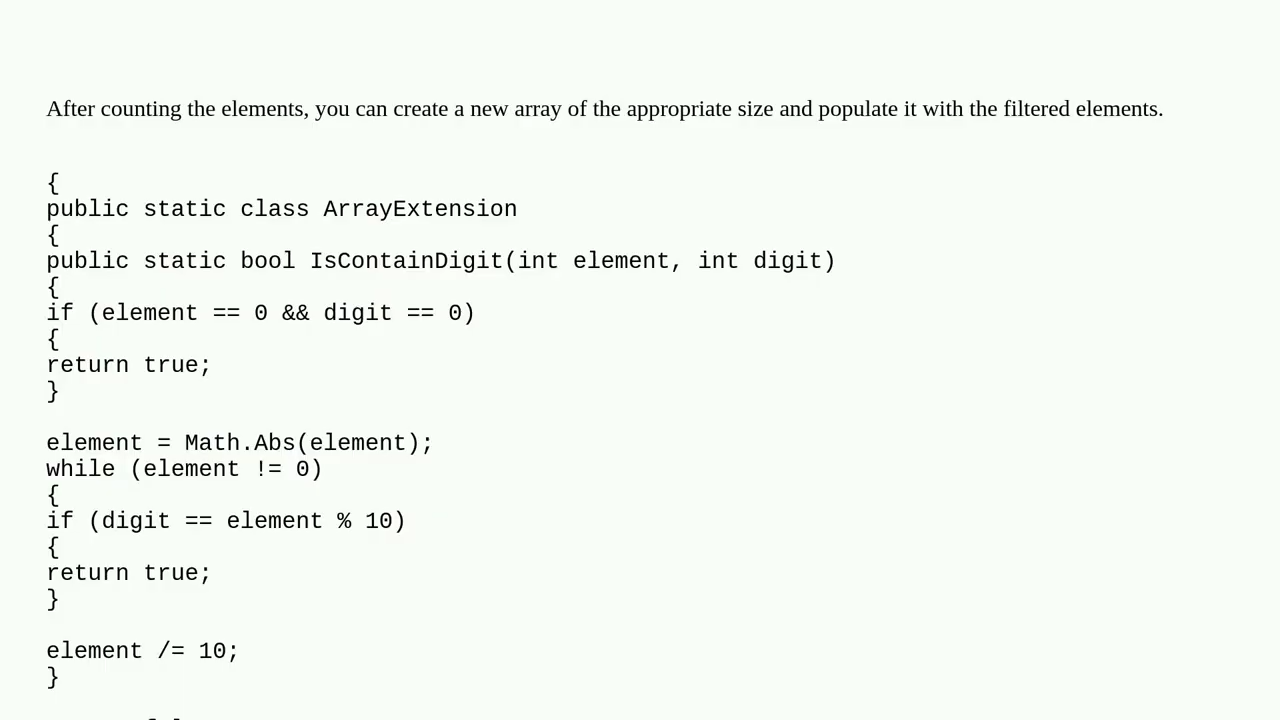 After counting the elements, you can create a new array of the appropriate size and populate it with the filtered elements.
{
public static class ArrayExtension
{
public static bool IsContainDigit(int element, int digit)
{
if (element == 0 && digit == 0)
{
return true;
}
element = Math.Abs(element);
while (element != 0)
{
if (digit == element % 10)
{
return true;
}
element /= 10;
}